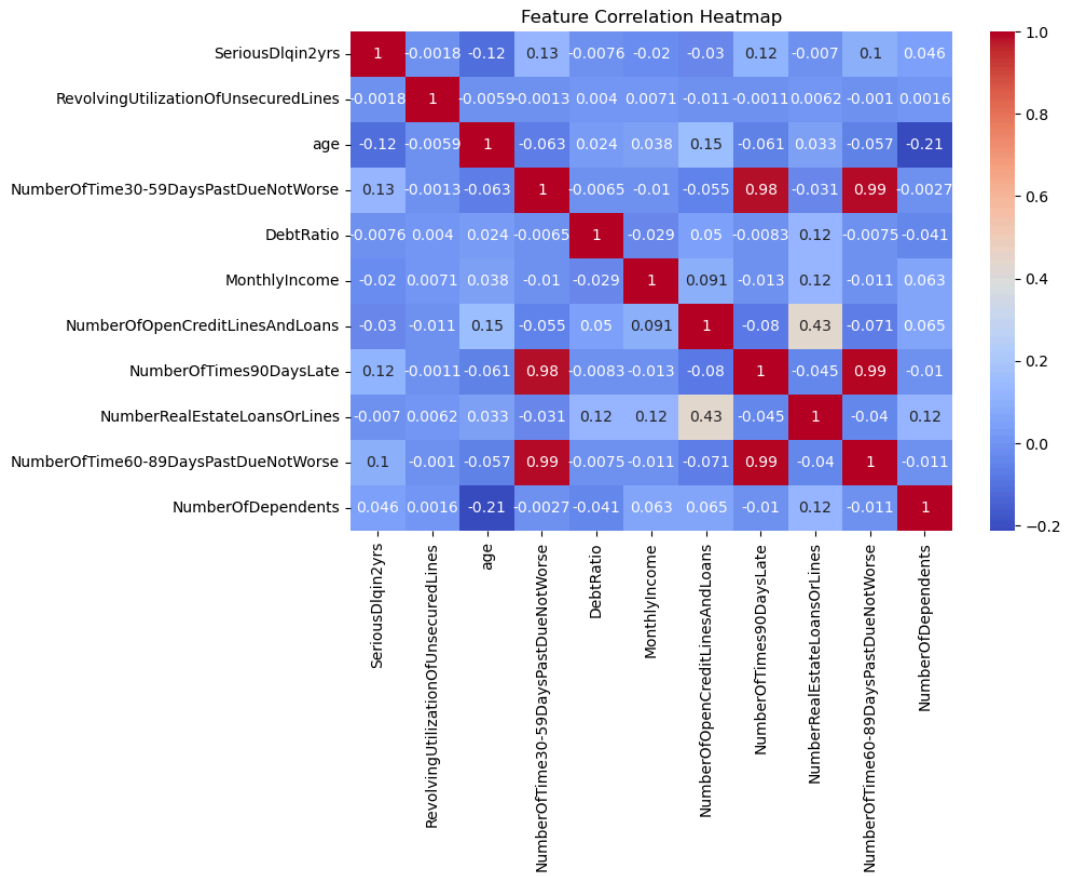 Feature Correlation Heatmap
SeriousDlqin2yrs 1 -0.0018 -0.12 0.13 -0.0076 -0.02 -0.03 0.12 -0.007 0.1 0.046
RevolvingUtilizationOfUnsecuredLines -0.0018 1 -0.0059 -0.0013 0.004 0.0071 -0.011 -0.0011 0.0062 -0.001 0.0016
age -0.12 -0.0059 1 -0.063 0.024 0.038 0.15 -0.061 0.033 -0.057 -0.21
NumberOfTime30-59DaysPastDueNotWorse 0.13 -0.0013 -0.063 1 -0.0065 -0.01 -0.055 0.98 -0.031 0.99 -0.0027
DebtRatio -0.0076 0.004 0.024 -0.0065 1 -0.029 0.05 -0.0083 0.12 -0.0075 -0.041
MonthlyIncome -0.02 0.0071 0.038 -0.01 -0.029 1 0.091 -0.013 0.12 -0.011 0.063
NumberOfOpenCreditLinesAndLoans -0.03 -0.011 0.15 -0.055 0.05 0.091 1 -0.08 0.43 -0.071 0.065
NumberOfTimes90DaysLate 0.12 -0.0011 -0.061 0.98 -0.0083 -0.013 -0.08 1 -0.045 0.99 -0.01
NumberRealEstateLoansOrLines -0.007 0.0062 0.033 -0.031 0.12 0.12 0.43 -0.045 1 -0.04 0.12
NumberOfTime60-89DaysPastDueNotWorse 0.1 -0.001 -0.057 0.99 -0.0075 -0.011 -0.071 0.99 -0.04 1 -0.011
NumberOfDependents 0.046 0.0016 -0.21 -0.0027 -0.041 0.063 0.065 -0.01 0.12 -0.011 1
SeriousDlqin2yrs
RevolvingUtilizationOfUnsecuredLines
age
NumberOfTime30-59DaysPastDueNotWorse
DebtRatio
MonthlyIncome
NumberOfOpenCreditLinesAndLoans
NumberOfTimes90DaysLate
NumberRealEstateLoansOrLines
NumberOfTime60-89DaysPastDueNotWorse
NumberOfDependents
1.0
0.8
0.6
0.4
0.2
0.0
−0.2